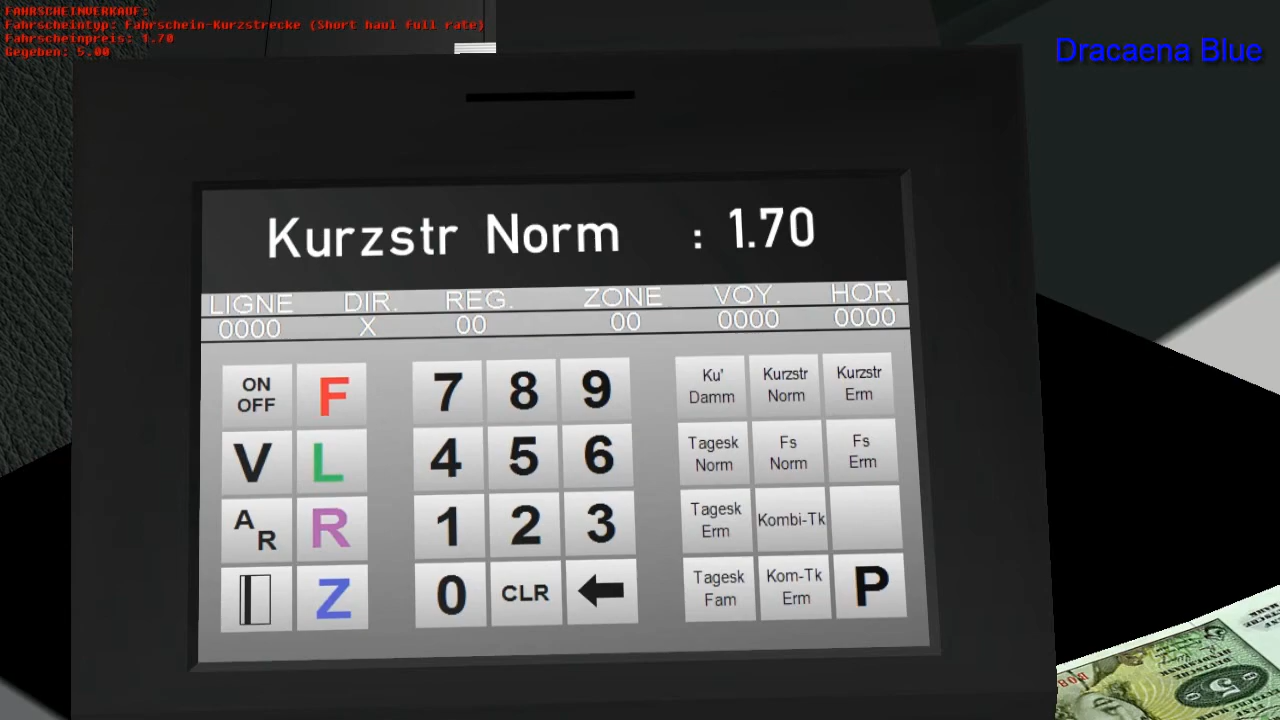 FAHRSCHEINVERKAUF:
Fahrscheintyp: Fahrschein-Kurzstrecke (Short haul full rate)
Fahrscheinpreis: 1.70
Gegeben: 5.00
Dracaena Blue
Kurzstr Norm : 1.70
LIGNE DIR. REG. ZONE VOY. HOR.
0000 X 00 00 0000 0000
ON
OFF
F
7 8 9
Ku'
Damm
Kurzstr
Norm
Kurzstr
Erm
V L
4 5 6
Tagesk
Norm
Fs
Norm
Fs
Erm
A
R
R
1 2 3
Tagesk
Erm
Kombi-Tk
Z
0 CLR
Tagesk
Fam
Kom-Tk
Erm
P
5
DEUTSCHE
MARK